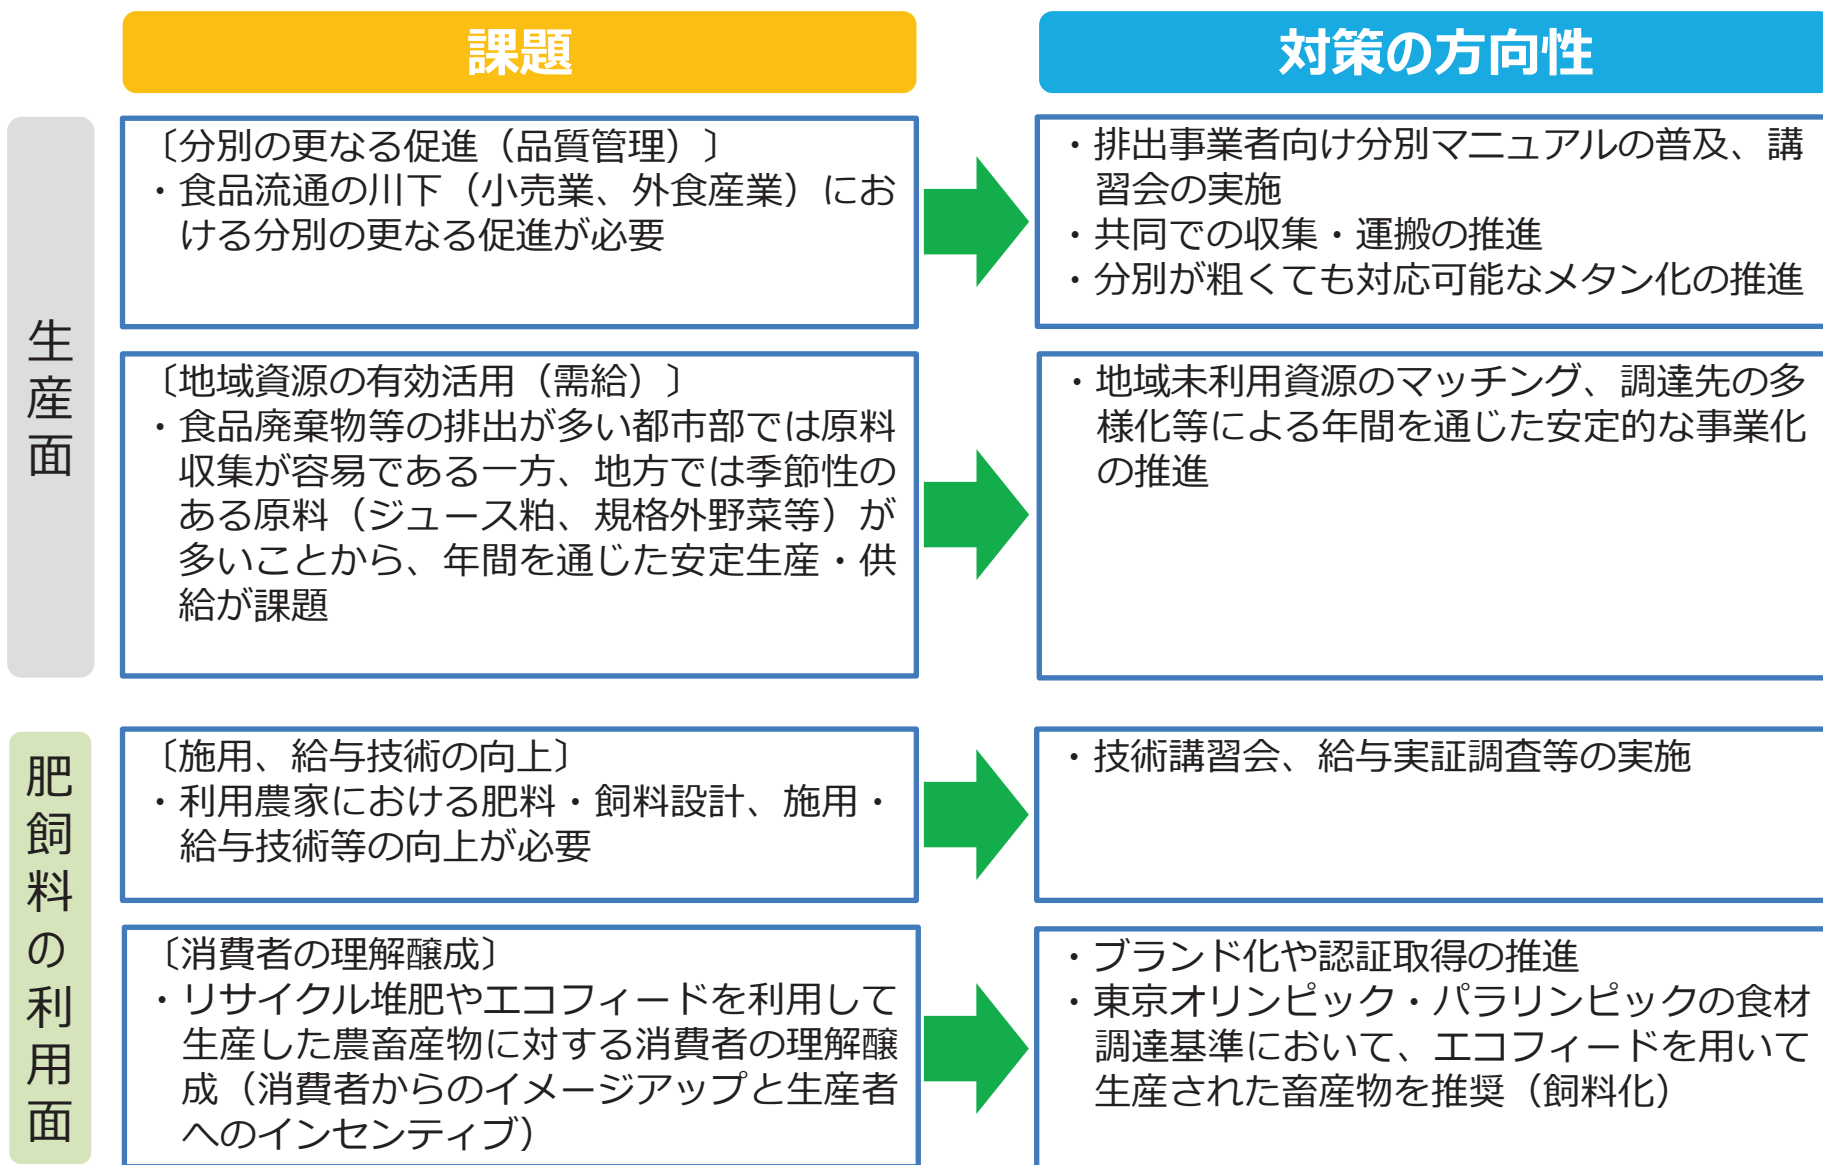 課題
対策の方向性
生産面
〔分別の更なる促進（品質管理）〕
・食品流通の川下（小売業、外食産業）にお
ける分別の更なる促進が必要
・排出事業者向け分別マニュアルの普及、講
習会の実施
・共同での収集・運搬の推進
・分別が粗くても対応可能なメタン化の推進
〔地域資源の有効活用（需給）〕
・食品廃棄物等の排出が多い都市部では原料
収集が容易である一方、地方では季節性の
ある原料（ジュース粕、規格外野菜等）が
多いことから、年間を通じた安定生産・供
給が課題
・地域未利用資源のマッチング、調達先の多
様化等による年間を通じた安定的な事業化
の推進
肥飼料の利用面
〔施用、給与技術の向上〕
・利用農家における肥料・飼料設計、施用・
給与技術等の向上が必要
・技術講習会、給与実証調査等の実施
〔消費者の理解醸成〕
・リサイクル堆肥やエコフィードを利用して
生産した農畜産物に対する消費者の理解醸
成（消費者からのイメージアップと生産者
へのインセンティブ）
・ブランド化や認証取得の推進
・東京オリンピック・パラリンピックの食材
調達基準において、エコフィードを用いて
生産された畜産物を推奨（飼料化）